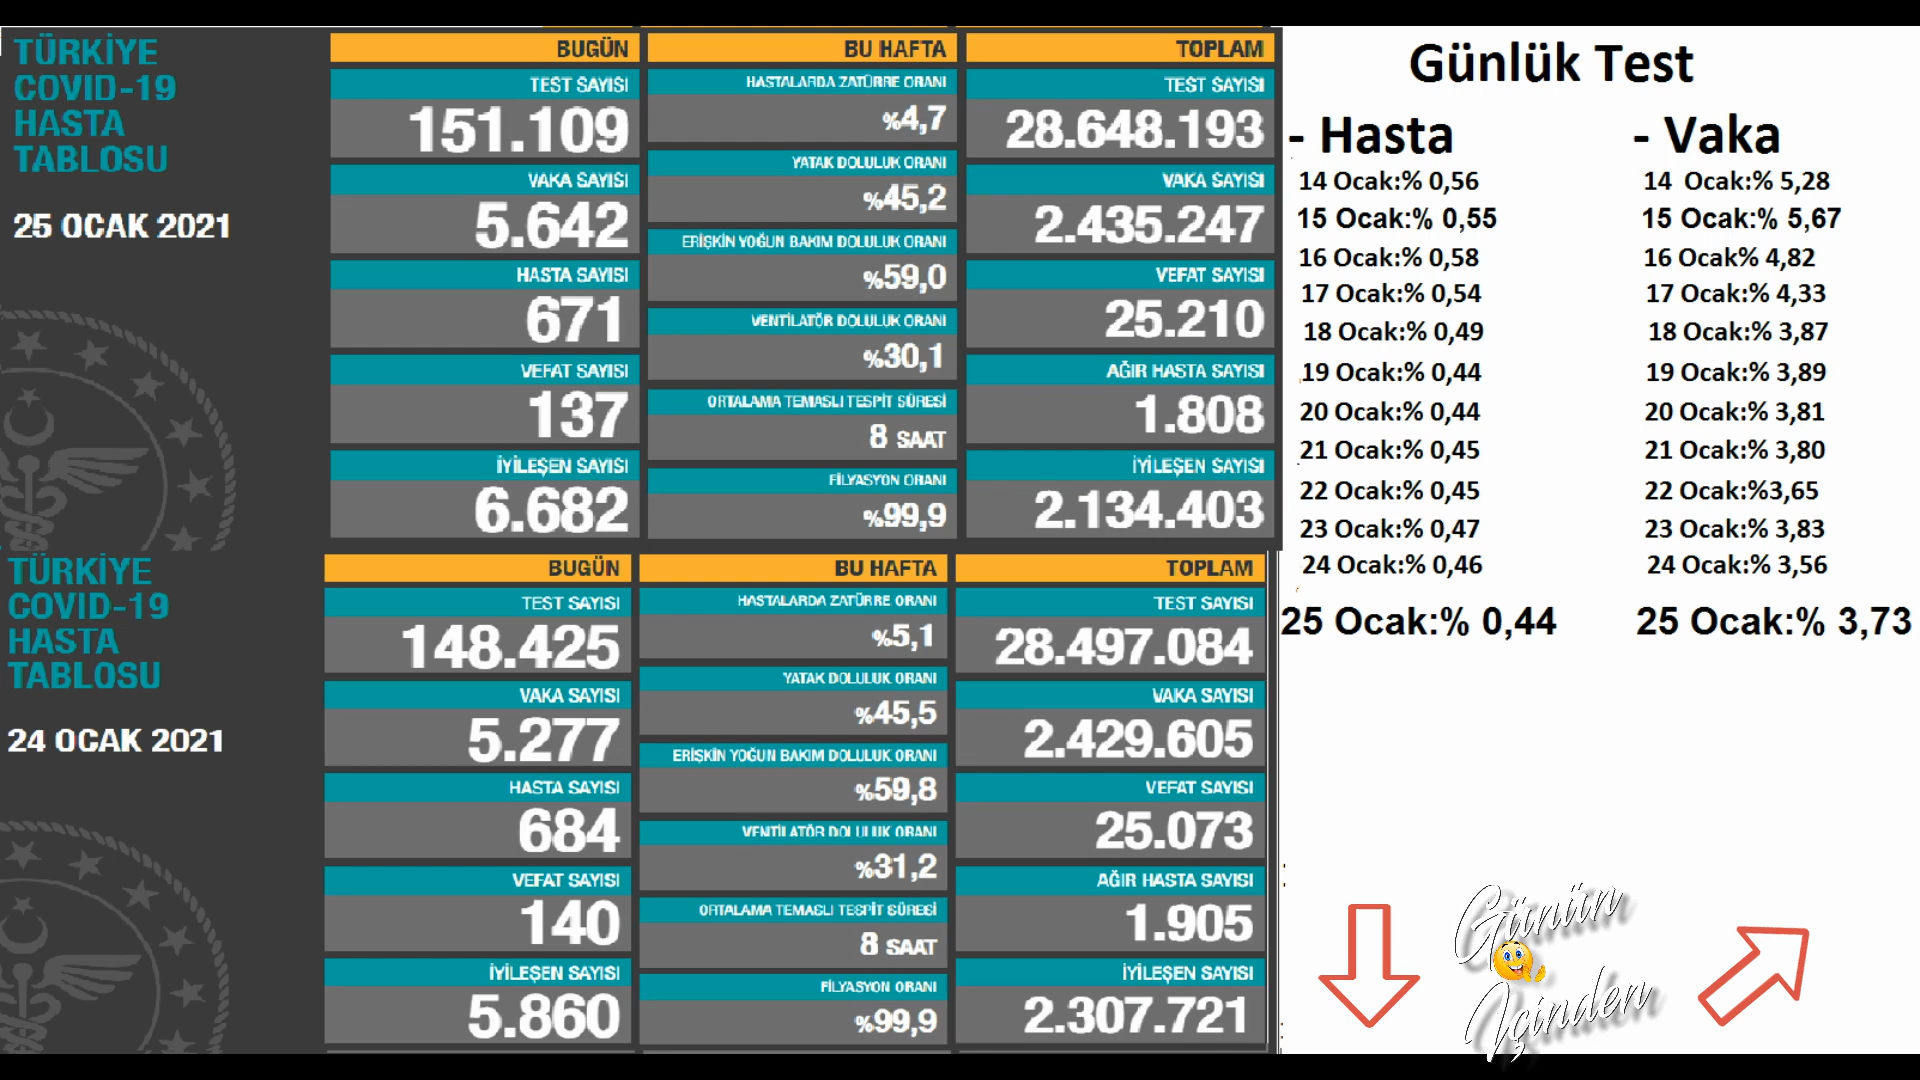 TÜRKİYE
COVID-19
HASTA
TABLOSU
25 OCAK 2021
BUGÜN
TEST SAYISI
151.109
VAKA SAYISI
5.642
HASTA SAYISI
671
VEFAT SAYISI
137
İYİLEŞEN SAYISI
6.682
BU HAFTA
HASTALARDA ZATÜRRE ORANI
%4,7
YATAK DOLULUK ORANI
%45,2
ERİŞKİN YOĞUN BAKIM DOLULUK ORANI
%59,0
VENTİLATÖR DOLULUK ORANI
%30,1
ORTALAMA TEMASLI TESPİT SÜRESİ
8 SAAT
FİLYASYON ORANI
%99,9
TOPLAM
TEST SAYISI
28.648.193
VAKA SAYISI
2.435.247
VEFAT SAYISI
25.210
AĞIR HASTA SAYISI
1.808
İYİLEŞEN SAYISI
2.134.403
TÜRKİYE
COVID-19
HASTA
TABLOSU
24 OCAK 2021
BUGÜN
TEST SAYISI
148.425
VAKA SAYISI
5.277
HASTA SAYISI
684
VEFAT SAYISI
140
İYİLEŞEN SAYISI
5.860
BU HAFTA
HASTALARDA ZATÜRRE ORANI
%5,1
YATAK DOLULUK ORANI
%45,5
ERİŞKİN YOĞUN BAKIM DOLULUK ORANI
%59,8
VENTİLATÖR DOLULUK ORANI
%31,2
ORTALAMA TEMASLI TESPİT SÜRESİ
8 SAAT
FİLYASYON ORANI
%99,9
TOPLAM
TEST SAYISI
28.497.084
VAKA SAYISI
2.429.605
VEFAT SAYISI
25.073
AĞIR HASTA SAYISI
1.905
İYİLEŞEN SAYISI
2.307.721
Günlük Test
- Hasta
14 Ocak:% 0,56
15 Ocak:% 0,55
16 Ocak:% 0,58
17 Ocak:% 0,54
18 Ocak:% 0,49
19 Ocak:% 0,44
20 Ocak:% 0,44
21 Ocak:% 0,45
22 Ocak:% 0,45
23 Ocak:% 0,47
24 Ocak:% 0,46
25 Ocak:% 0,44
- Vaka
14 Ocak:% 5,28
15 Ocak:% 5,67
16 Ocak% 4,82
17 Ocak:% 4,33
18 Ocak:% 3,87
19 Ocak:% 3,89
20 Ocak:% 3,81
21 Ocak:% 3,80
22 Ocak:%3,65
23 Ocak:% 3,83
24 Ocak:% 3,56
25 Ocak:% 3,73
Günün
İçinden